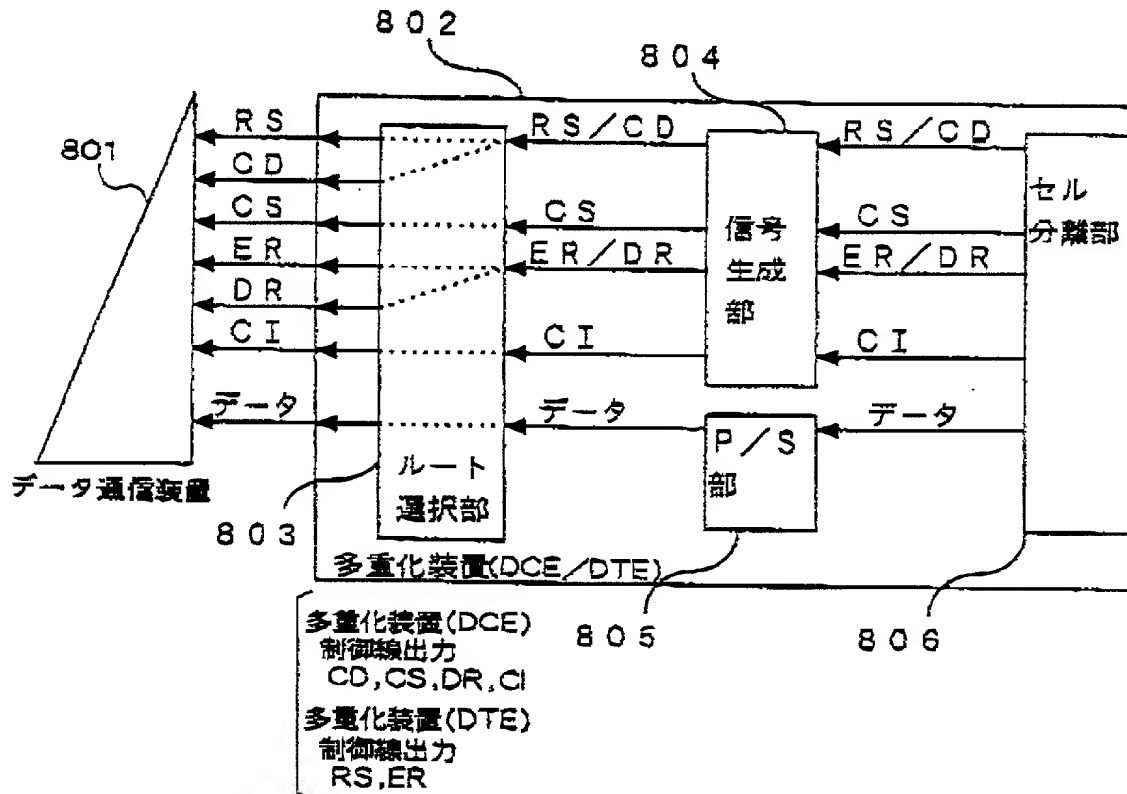 802
804
RS
RS/CD
RS/CD
801
CD
セル
分離部
CS
CS
CS
信号
生成
部
ER
ER/DR
ER/DR
DR
CI
CI
CI
データ
データ
データ
P/S
部
データ通信装置
ルート
選択部
803
多重化装置(DCE/DTE)
805
806
多重化装置(DCE)
制御線出力
CD,CS,DR,CI
多重化装置(DTE)
制御線出力
RS,ER